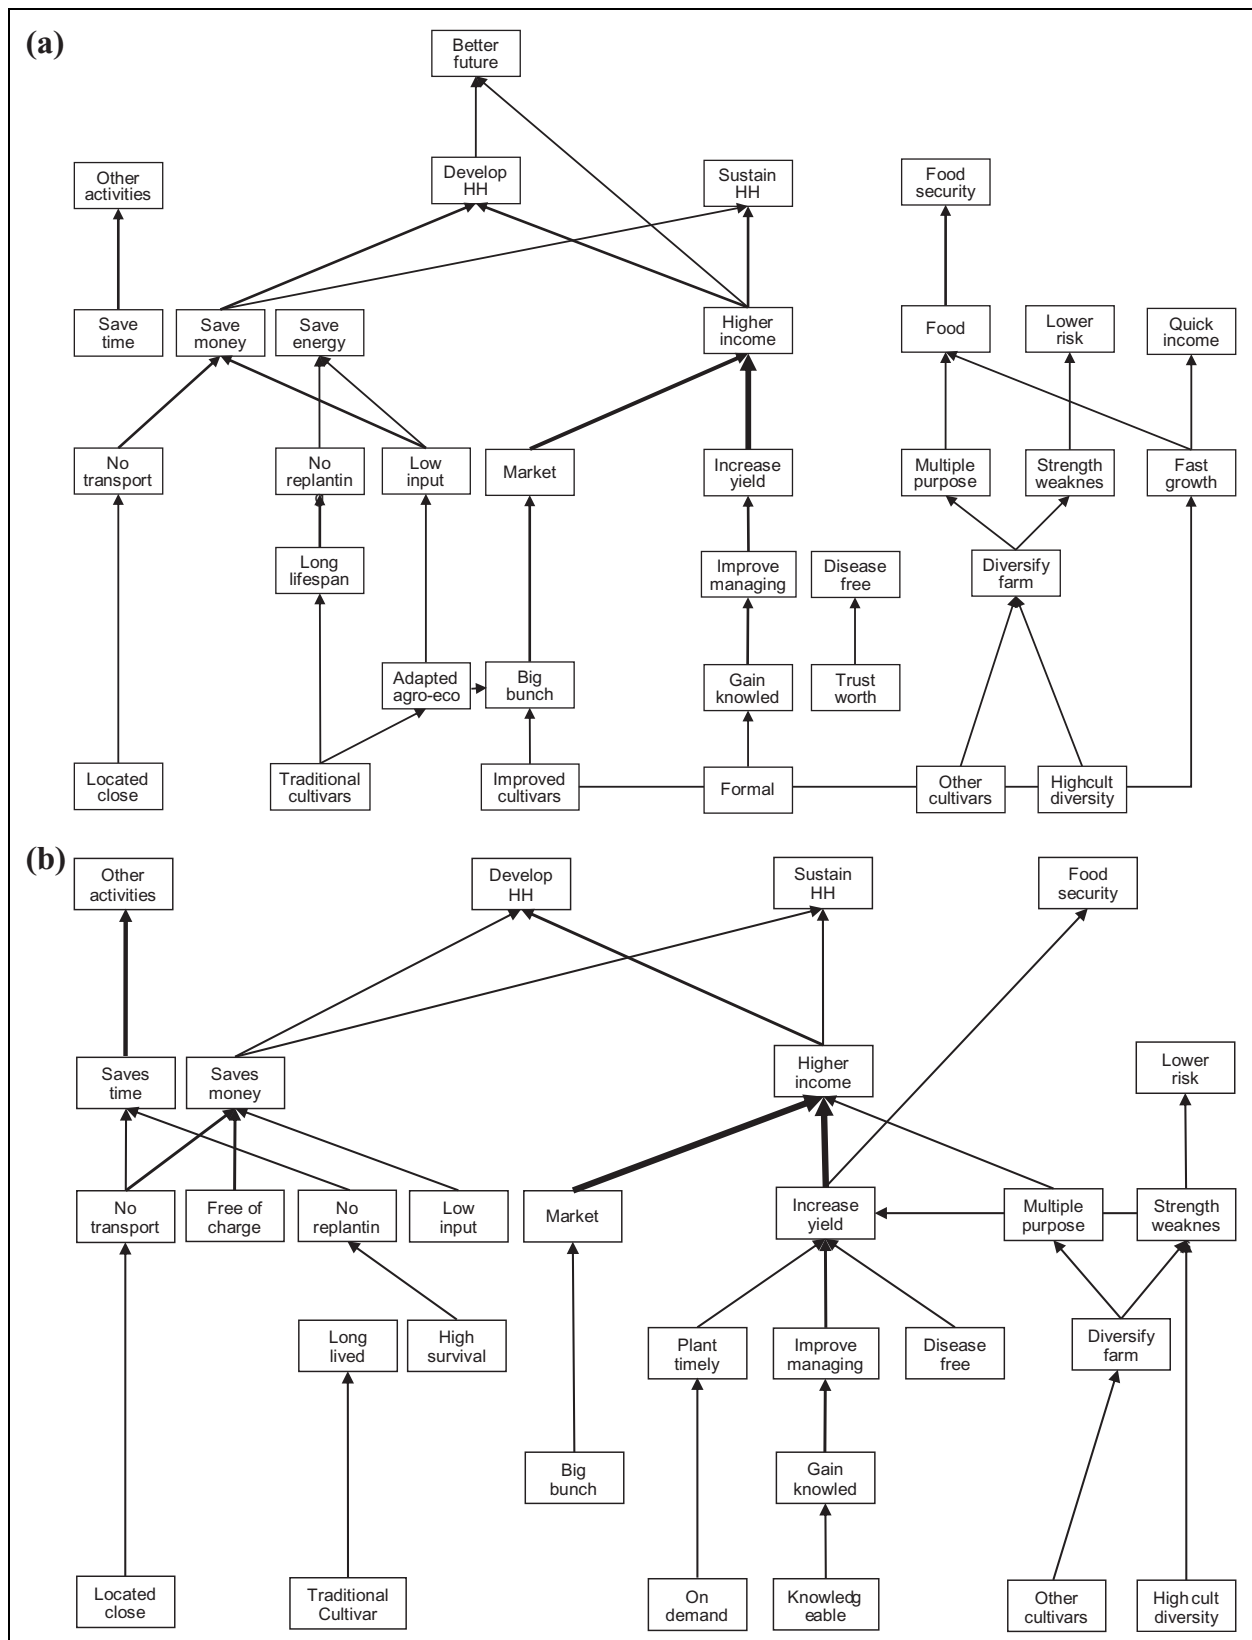 (a)
Better
future
Other
activities
Develop
HH
Sustain
HH
Food
security
Save
time
Save
money
Save
energy
Higher
income
Food
Lower
risk
Quick
income
No
transport
No
replantin
Low
input
Market
Increase
yield
Multiple
purpose
Strength
weaknes
Fast
growth
Long
lifespan
Improve
managing
Disease
free
Diversify
farm
Adapted
agro-eco
Big
bunch
Gain
knowled
Trust
worth
Located
close
Traditional
cultivars
Improved
cultivars
Formal
Other
cultivars
Highcult
diversity
(b)
Other
activities
Develop
HH
Sustain
HH
Food
security
Saves
time
Saves
money
Higher
income
Lower
risk
No
transport
Free of
charge
No
replantin
Low
input
Market
Increase
yield
Multiple
purpose
Strength
weaknes
Long
lived
High
survival
Plant
timely
Improve
managing
Disease
free
Diversify
farm
Big
bunch
Gain
knowled
Located
close
Traditional
Cultivar
On
demand
Knowledg
eable
Other
cultivars
High cult
diversity